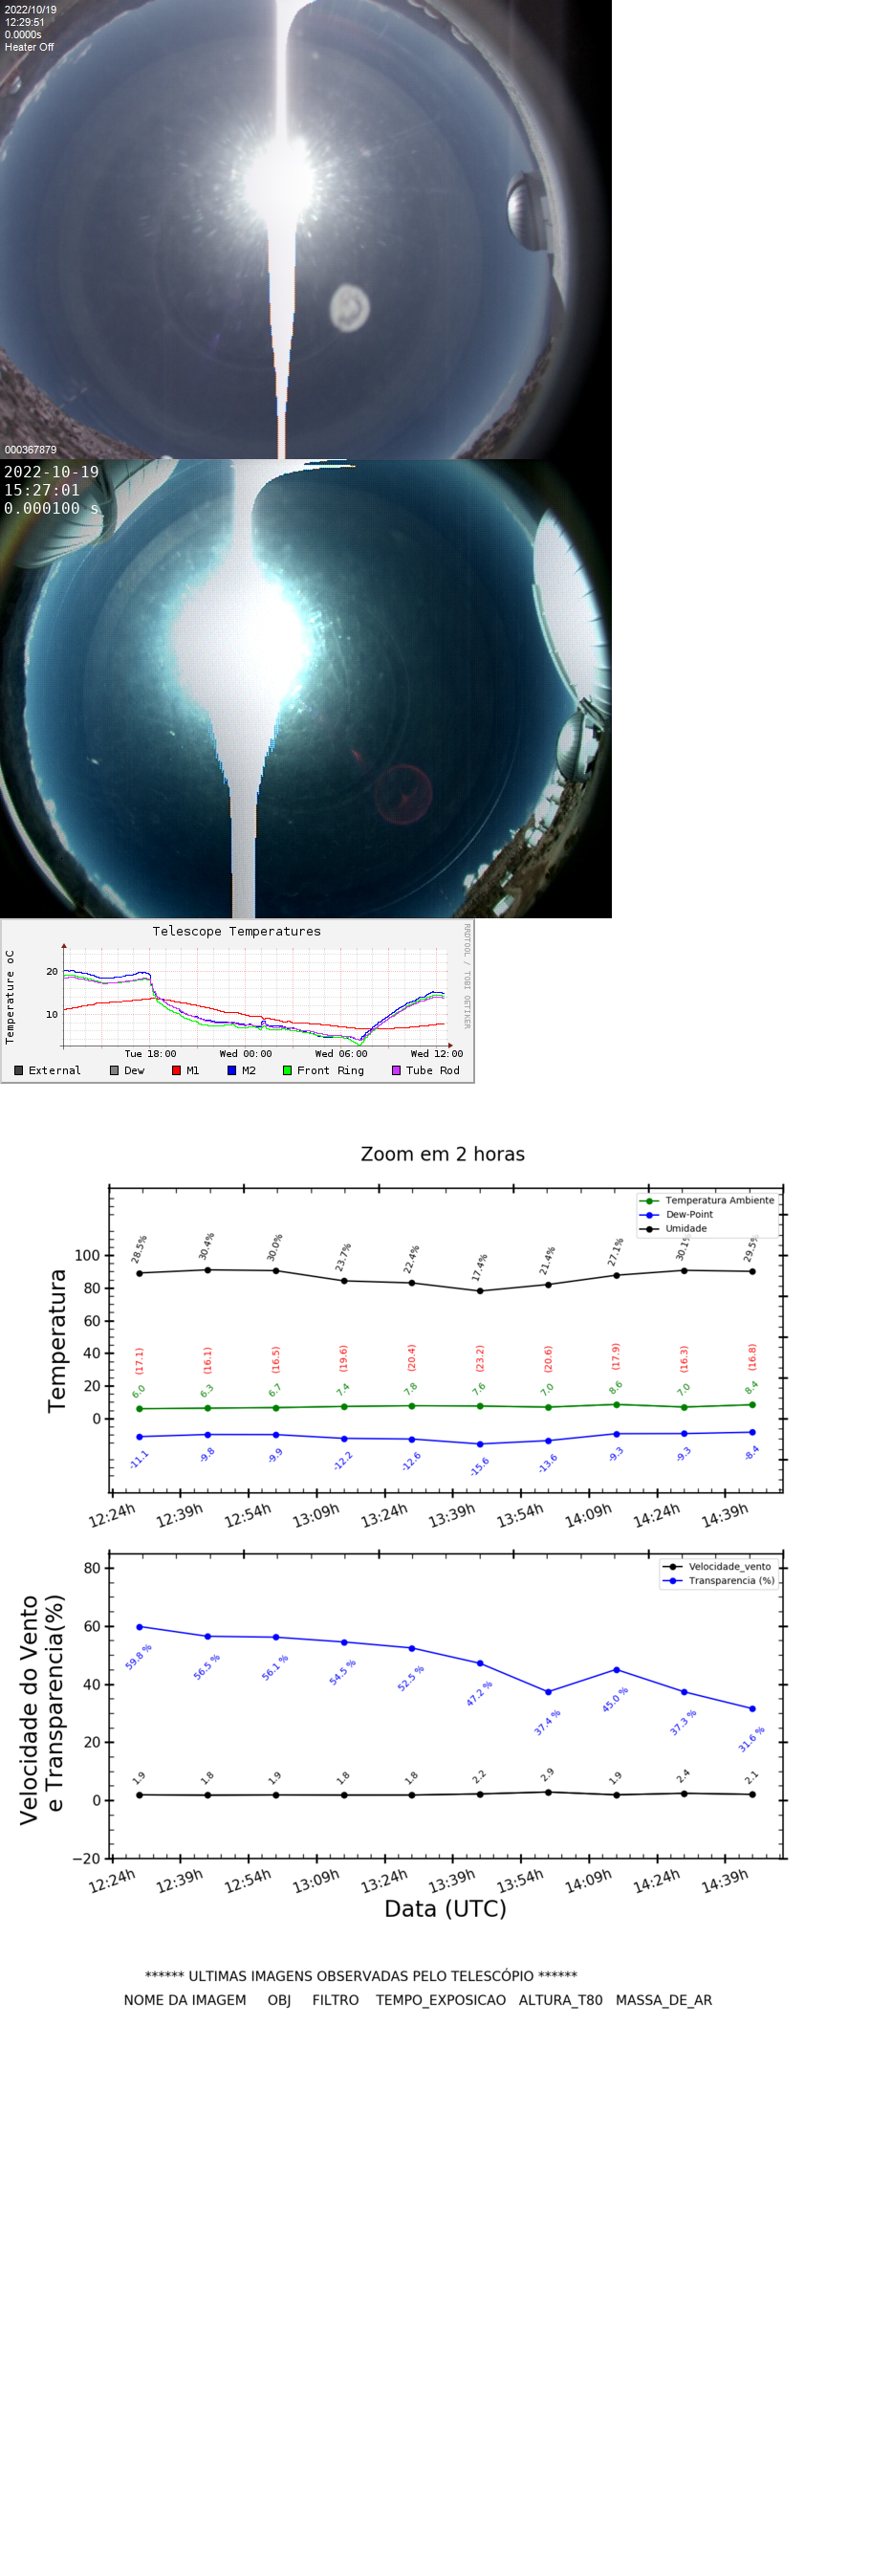 2022/10/19
12:29:51
0.0000s
Heater Off
000367879
2022-10-19
15:27:01
0.000100 s
Telescope Temperatures
RRDTOOL / TOBI OETIKER
Temperature oC
20
10
Tue 18:00 Wed 00:00 Wed 06:00 Wed 12:00
External Dew M1 M2 Front Ring Tube Rod
Zoom em 2 horas
Temperatura Ambiente
Dew-Point
Umidade
Temperatura
100
80
60
40
20
0
28.5% 30.4% 30.0% 23.7% 22.4% 17.4% 21.4% 27.1% 30.1% 29.5%
(17.1) (16.1) (16.5) (19.6) (20.4) (23.2) (20.6) (17.9) (16.3) (16.8)
6.0 6.3 6.7 7.4 7.8 7.6 7.0 8.6 7.0 8.4
-11.1 -9.8 -9.9 -12.2 -12.6 -15.6 -13.6 -9.3 -9.3 -8.4
12:24h 12:39h 12:54h 13:09h 13:24h 13:39h 13:54h 14:09h 14:24h 14:39h
Velocidade_vento
Transparencia (%)
Velocidade do Vento
e Transparencia(%)
80
60
40
20
0
−20
59.8 % 56.5 % 56.1 % 54.5 % 52.5 % 47.2 % 37.4 % 45.0 % 37.3 % 31.6 %
1.9 1.8 1.9 1.8 1.8 2.2 2.9 1.9 2.4 2.1
12:24h 12:39h 12:54h 13:09h 13:24h 13:39h 13:54h 14:09h 14:24h 14:39h
Data (UTC)
****** ULTIMAS IMAGENS OBSERVADAS PELO TELESCÓPIO ******
NOME DA IMAGEM OBJ FILTRO TEMPO_EXPOSICAO ALTURA_T80 MASSA_DE_AR